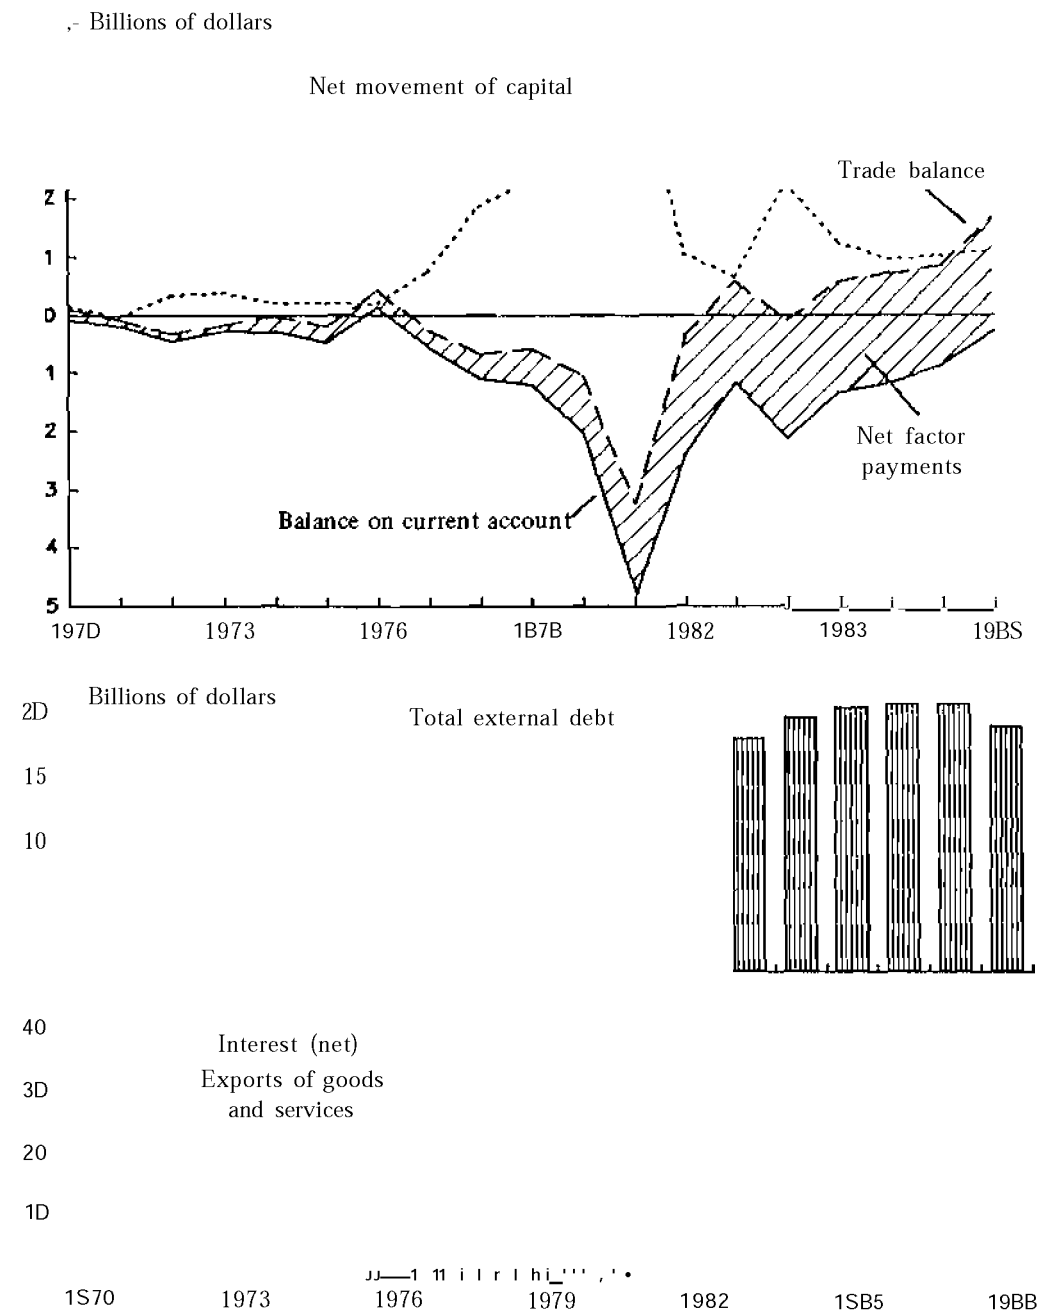 ,- Billions of dollars
Net movement of capital
Trade balance
2
1
0
1
2
3
4
5
Net factor
payments
Balance on current account
197D 1973 1976 1B7B 1982 1983 19BS
Billions of dollars
Total external debt
2D
15
10
40
Interest (net)
Exports of goods
and services
3D
20
1D
1S70 1973 1976 1979 1982 1SB5 19BB